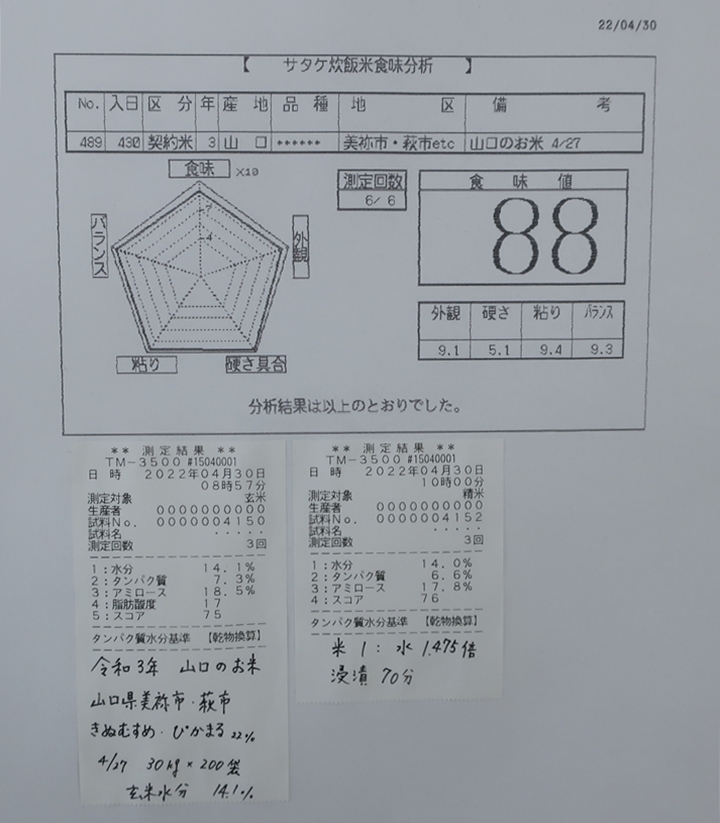 22/04/30
【 サタケ炊飯米食味分析 】
No. 入日 区分 年 産地 品種 地区 備考
489 430 契約米 3 山口 ****** 美祢市・萩市etc 山口のお米 4/27
食味 ×10
7
4
バランス
外観
粘り
硬さ具合
測定回数
6/ 6
食味値
88
外観 硬さ 粘り バランス
9.1 5.1 9.4 9.3
分析結果は以上のとおりでした。
** 測定結果 **
TM-3500 #15040001
日時 2022年04月30日
08時57分
測定対象 玄米
生産者 0000000000
試料No. 0000004150
試料名 ・・・・・
測定回数 3回
1:水分 14.1%
2:タンパク質 7.3%
3:アミロース 18.5%
4:脂肪酸度 17
5:スコア 75
タンパク質水分基準 【乾物換算】
令和3年 山口のお米
山口県美祢市・萩市
きぬむすめ・ぴかまる 22%
4/27 30kg×200袋
玄米水分 14.1%
** 測定結果 **
TM-3500 #15040001
日時 2022年04月30日
10時00分
測定対象 精米
生産者 0000000000
試料No. 0000004152
試料名 ・・・・・
測定回数 3回
1:水分 14.0%
2:タンパク質 6.6%
3:アミロース 17.8%
4:スコア 76
タンパク質水分基準 【乾物換算】
米 1 : 水 1.475倍
浸漬 70分